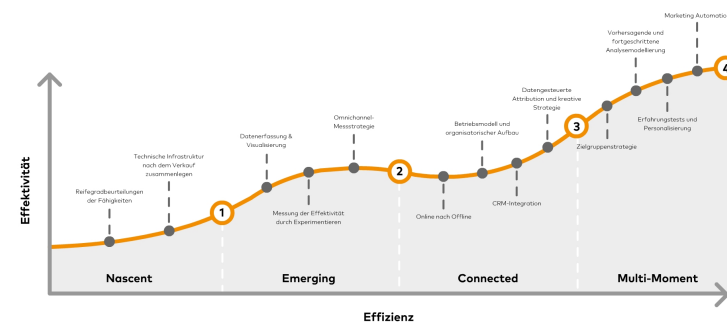 Marketing Automatio
Vorhersagende und
fortgeschrittene
Analysemodellierung
4
Datengesteuerte
Attribution und kreative
Strategie
Omnichannel-
Messstrategie
Betriebsmodell und
organisatorischer Aufbau
3
Erfahrungstests und
Personalisierung
Datenerfassung &
Visualisierung
Zielgruppenstrategie
Technische Infrastruktur
nach dem Verkauf
zusammenlegen
2
Reifegradbeurteilungen
der Fähigkeiten
CRM-Integration
1
Messung der Effektivität
durch Experimentieren
Online nach Offline
Effektivität
Nascent
Emerging
Connected
Multi-Moment
Effizienz